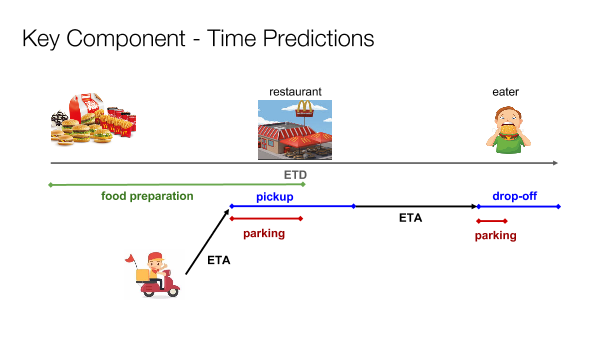 Key Component - Time Predictions
restaurant
eater
ETD
food preparation
pickup
drop-off
ETA
parking
parking
ETA